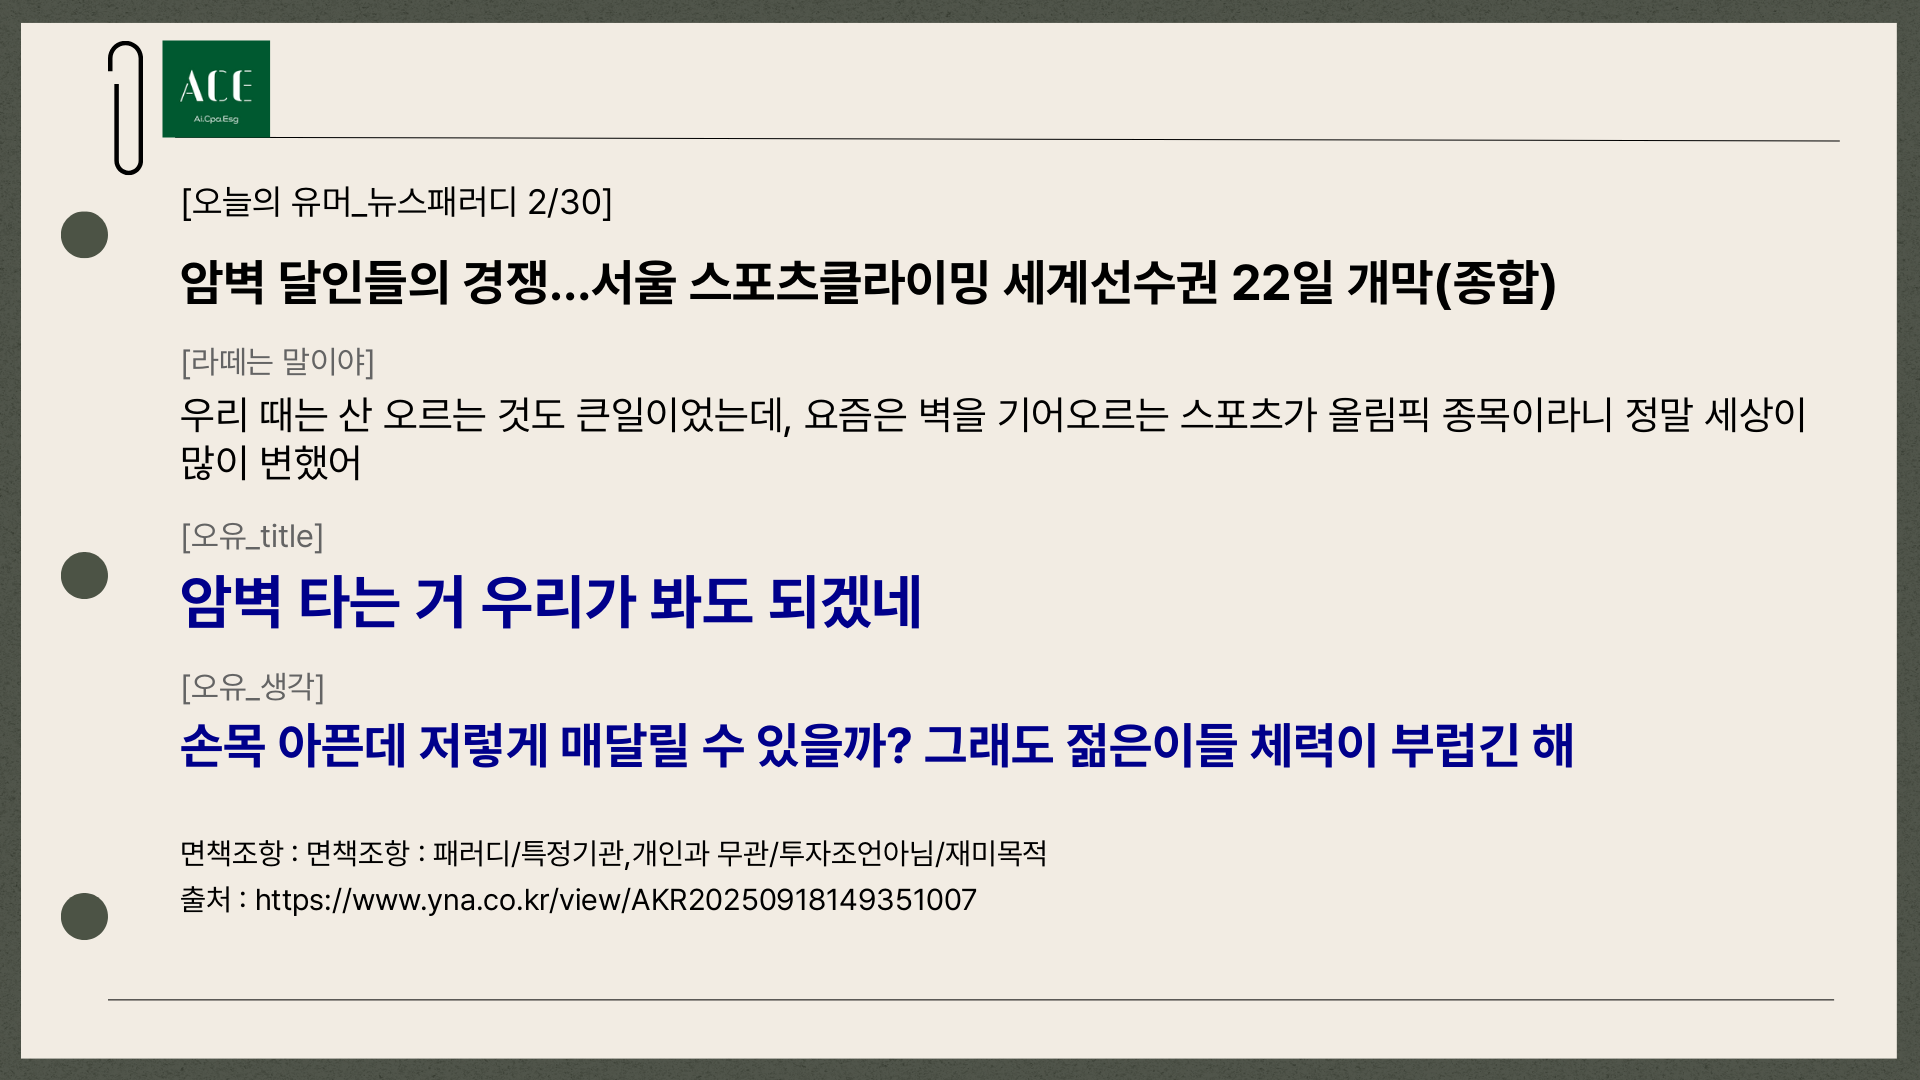 ACE
Ai.Cpa.Esg
[오늘의 유머_뉴스패러디 2/30]
암벽 달인들의 경쟁...서울 스포츠클라이밍 세계선수권 22일 개막(종합)
[라떼는 말이야]
우리 때는 산 오르는 것도 큰일이었는데, 요즘은 벽을 기어오르는 스포츠가 올림픽 종목이라니 정말 세상이
많이 변했어
[오유_title]
암벽 타는 거 우리가 봐도 되겠네
[오유_생각]
손목 아픈데 저렇게 매달릴 수 있을까? 그래도 젊은이들 체력이 부럽긴 해
면책조항 : 면책조항 : 패러디/특정기관,개인과 무관/투자조언아님/재미목적
출처 : https://www.yna.co.kr/view/AKR20250918149351007